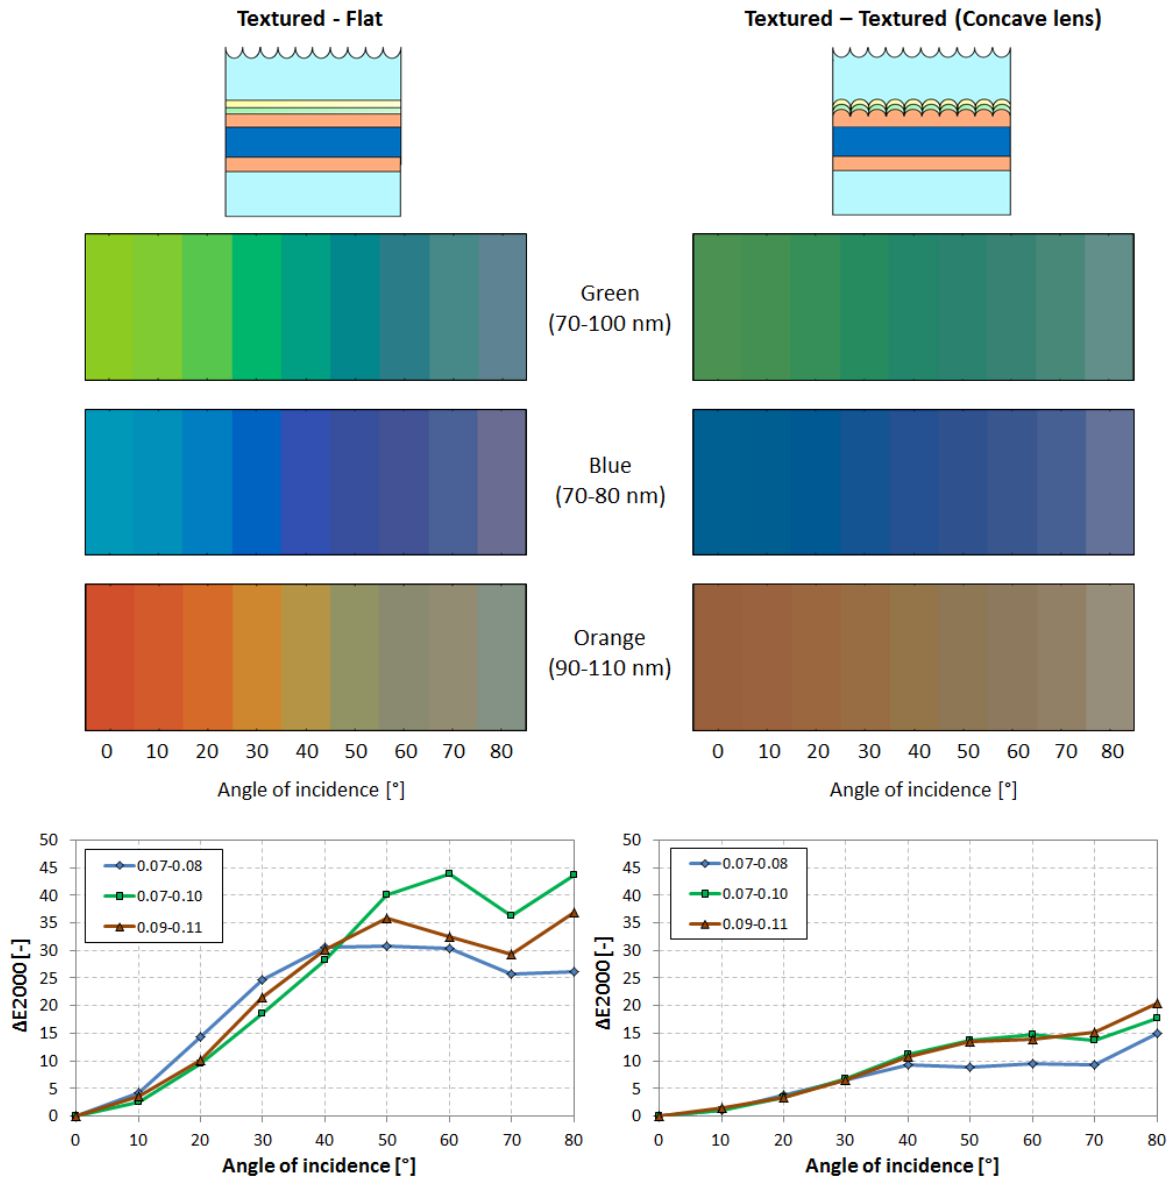 Textured - Flat
Textured – Textured (Concave lens)
Green
(70-100 nm)
Blue
(70-80 nm)
Orange
(90-110 nm)
0 10 20 30 40 50 60 70 80
0 10 20 30 40 50 60 70 80
Angle of incidence [°]
Angle of incidence [°]
50
45
40
35
30
25
20
15
10
5
0
ΔE2000 [-]
0.07-0.08
0.07-0.10
0.09-0.11
0 10 20 30 40 50 60 70 80
Angle of incidence [°]
50
45
40
35
30
25
20
15
10
5
0
ΔE2000 [-]
0.07-0.08
0.07-0.10
0.09-0.11
0 10 20 30 40 50 60 70 80
Angle of incidence [°]